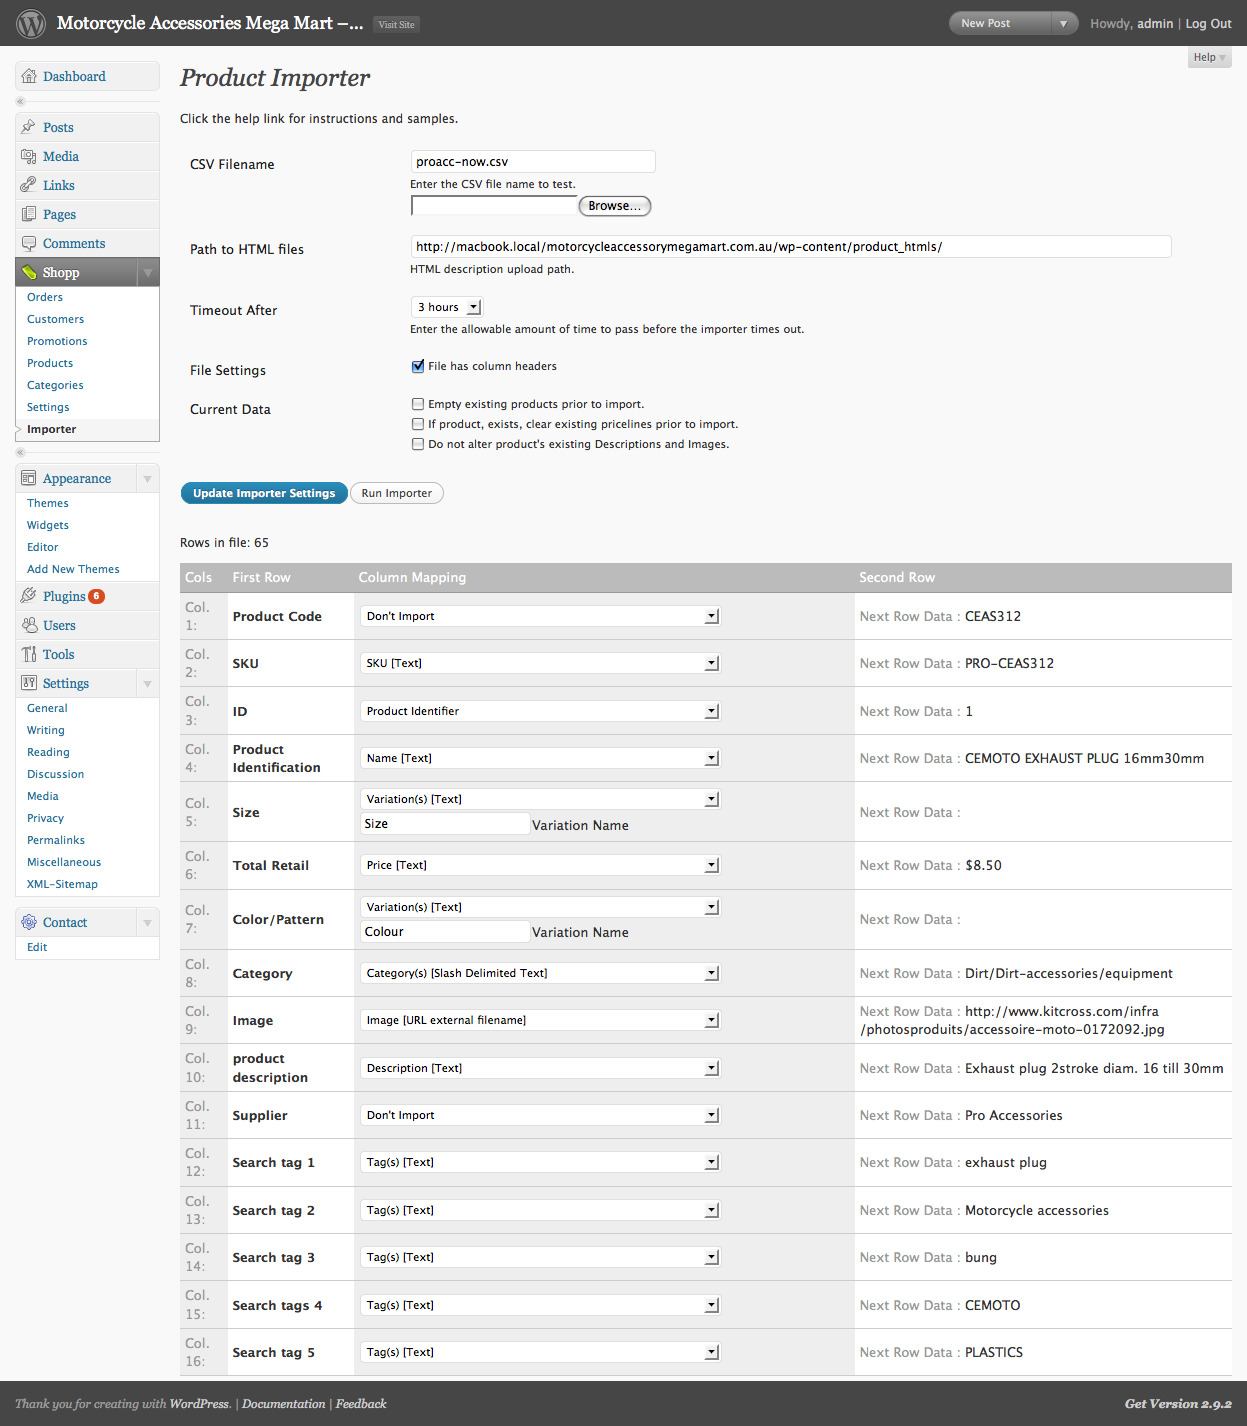 Motorcycle Accessories Mega Mart –... Visit Site
New Post
Howdy, admin | Log Out
Help
Dashboard
Posts
Media
Links
Pages
Comments
Shopp
Orders
Customers
Promotions
Products
Categories
Settings
Importer
Appearance
Themes
Widgets
Editor
Add New Themes
Plugins 6
Users
Tools
Settings
General
Writing
Reading
Discussion
Media
Privacy
Permalinks
Miscellaneous
XML-Sitemap
Contact
Edit
Product Importer
Click the help link for instructions and samples.
CSV Filename
proacc-now.csv
Enter the CSV file name to test.
Browse...
Path to HTML files
http://macbook.local/motorcycleaccessorymegamart.com.au/wp-content/product_htmls/
HTML description upload path.
Timeout After
3 hours
Enter the allowable amount of time to pass before the importer times out.
File Settings
File has column headers
Current Data
Empty existing products prior to import.
If product, exists, clear existing pricelines prior to import.
Do not alter product's existing Descriptions and Images.
Update Importer Settings
Run Importer
Rows in file: 65
Cols First Row Column Mapping Second Row
Col. 1: Product Code Don't Import Next Row Data : CEAS312
Col. 2: SKU SKU [Text] Next Row Data : PRO-CEAS312
Col. 3: ID Product Identifier Next Row Data : 1
Col. 4: Product Identification Name [Text] Next Row Data : CEMOTO EXHAUST PLUG 16mm30mm
Col. 5: Size Variation(s) [Text] Next Row Data :
Size Variation Name
Col. 6: Total Retail Price [Text] Next Row Data : $8.50
Col. 7: Color/Pattern Variation(s) [Text] Next Row Data :
Colour Variation Name
Col. 8: Category Category(s) [Slash Delimited Text] Next Row Data : Dirt/Dirt-accessories/equipment
Col. 9: Image Image [URL external filename] Next Row Data : http://www.kitcross.com/infra
/photosproduits/accessoire-moto-0172092.jpg
Col. 10: product description Description [Text] Next Row Data : Exhaust plug 2stroke diam. 16 till 30mm
Col. 11: Supplier Don't Import Next Row Data : Pro Accessories
Col. 12: Search tag 1 Tag(s) [Text] Next Row Data : exhaust plug
Col. 13: Search tag 2 Tag(s) [Text] Next Row Data : Motorcycle accessories
Col. 14: Search tag 3 Tag(s) [Text] Next Row Data : bung
Col. 15: Search tags 4 Tag(s) [Text] Next Row Data : CEMOTO
Col. 16: Search tag 5 Tag(s) [Text] Next Row Data : PLASTICS
Thank you for creating with WordPress. | Documentation | Feedback
Get Version 2.9.2